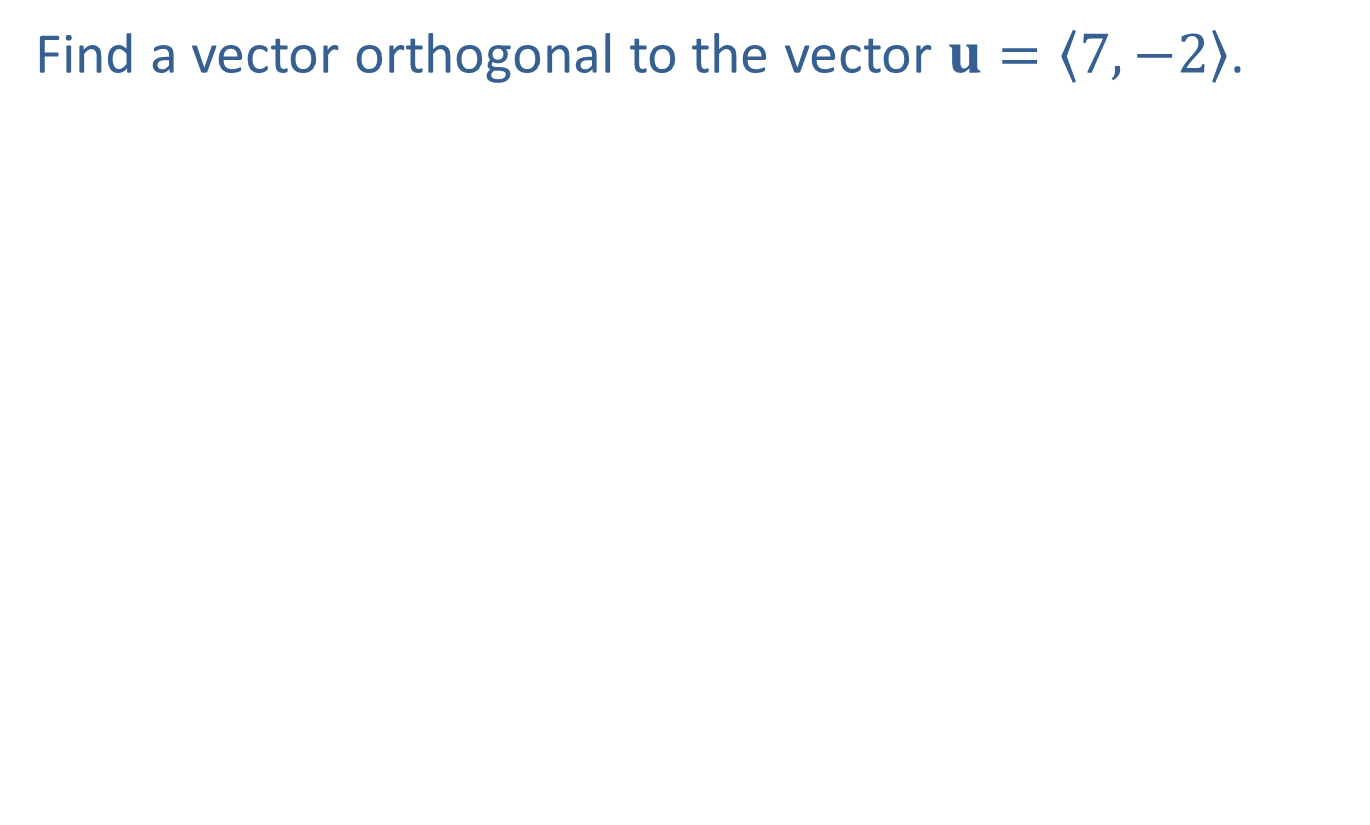 Find a vector orthogonal to the vector 𝐮 = ⟨7, −2⟩.